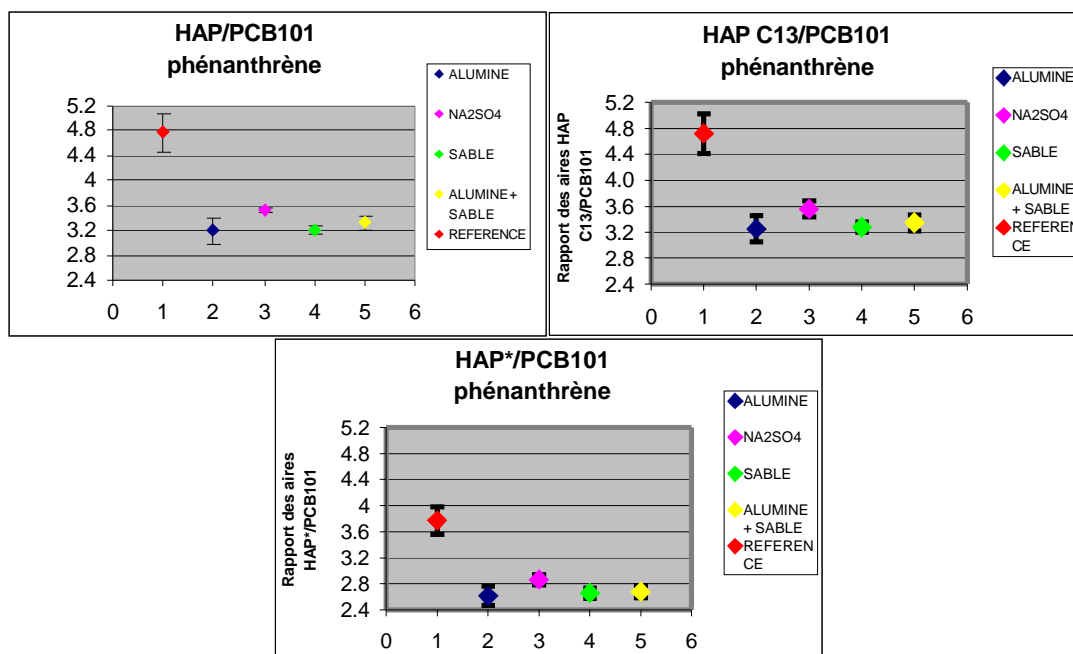 HAP/PCB101
phénanthrène
5.2
4.8
4.4
4
3.6
3.2
2.8
2.4
0 1 2 3 4 5 6
ALUMINE
NA2SO4
SABLE
ALUMINE +
SABLE
REFERENCE
HAP C13/PCB101
phénanthrène
Rapport des aires HAP
C13/PCB101
5.2
4.8
4.4
4.0
3.6
3.2
2.8
2.4
0 1 2 3 4 5 6
ALUMINE
NA2SO4
SABLE
ALUMINE
+ SABLE
REFEREN
CE
HAP*/PCB101
phénanthrène
Rapport des aires
HAP*/PCB101
5.2
4.8
4.4
4
3.6
3.2
2.8
2.4
0 1 2 3 4 5 6
ALUMINE
NA2SO4
SABLE
ALUMINE
+ SABLE
REFEREN
CE